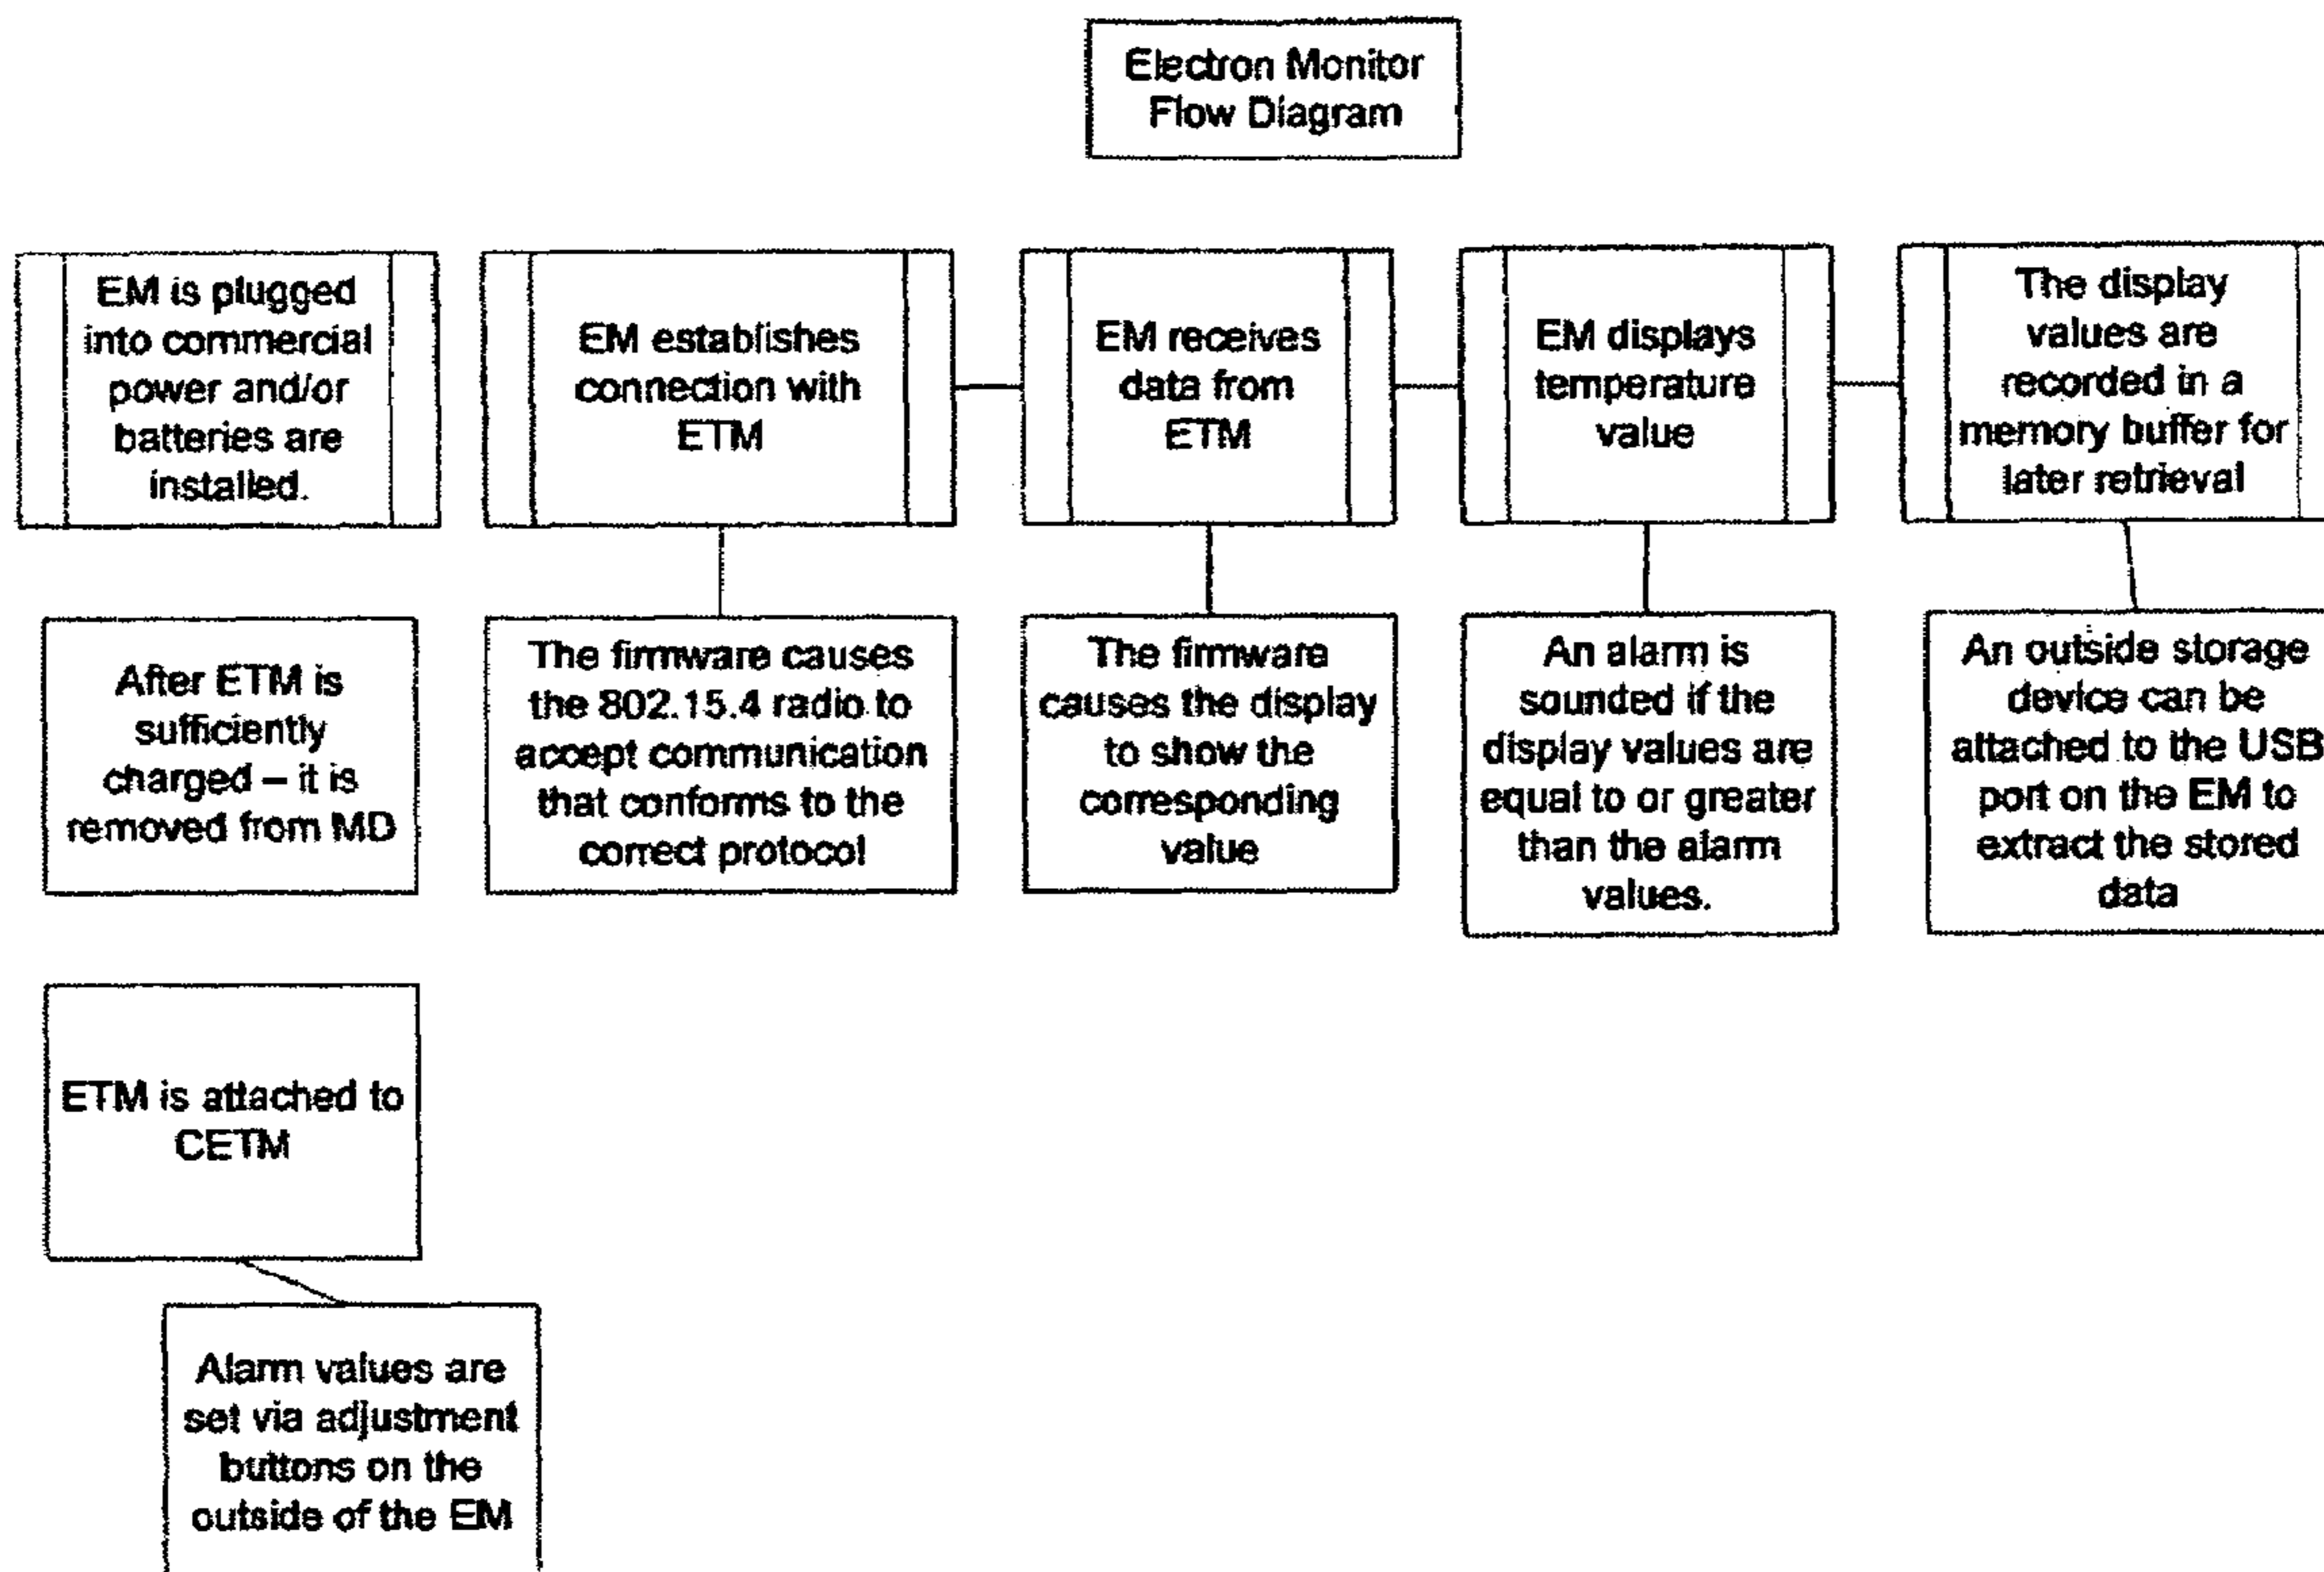 Electron Monitor
Flow Diagram
EM is plugged
into commercial
power and/or
batteries are
installed.
EM establishes
connection with
ETM
EM receives
data from
ETM
EM displays
temperature
value
The display
values are
recorded in a
memory buffer for
later retrieval
After ETM is
sufficiently
charged – it is
removed from MD
The firmware causes
the 802.15.4 radio to
accept communication
that conforms to the
correct protocol
The firmware
causes the display
to show the
corresponding
value
An alarm is
sounded if the
display values are
equal to or greater
than the alarm
values.
An outside storage
device can be
attached to the USB
port on the EM to
extract the stored
data
ETM is attached to
CETM
Alarm values are
set via adjustment
buttons on the
outside of the EM